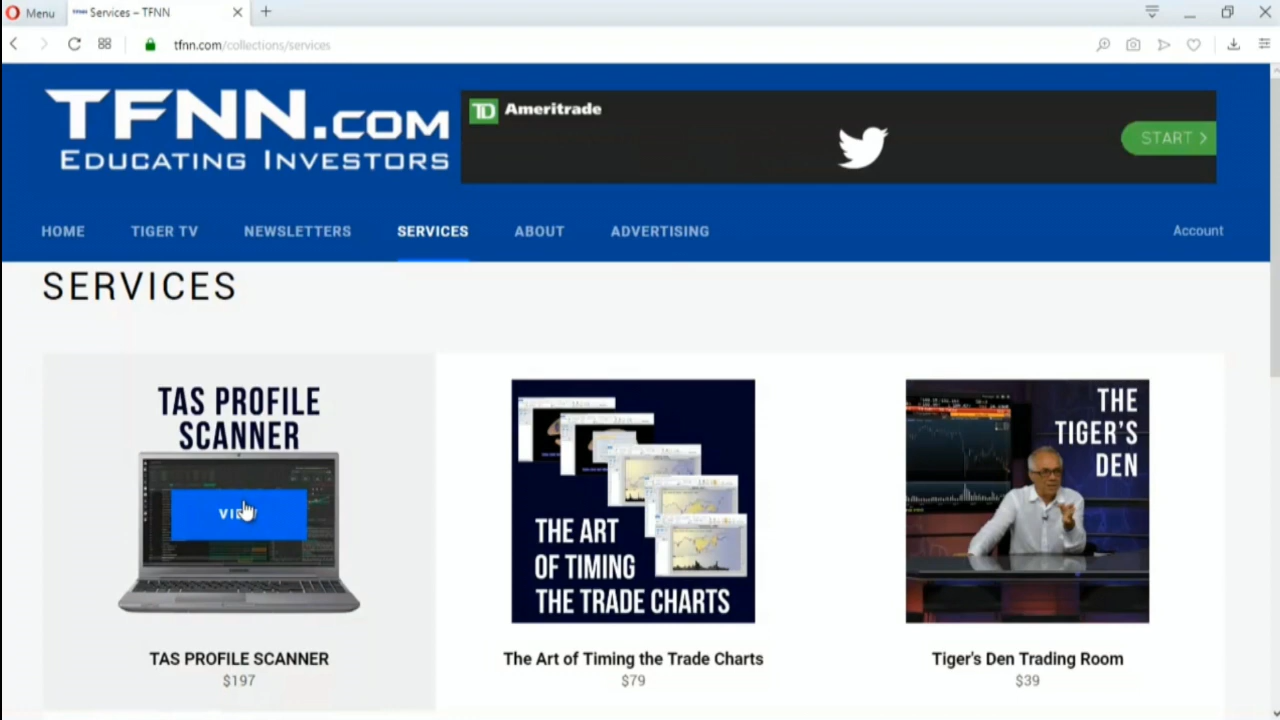 Menu
Services – TFNN
tfnn.com/collections/services
TFNN.COM
EDUCATING INVESTORS
TD Ameritrade
START >
HOME
TIGER TV
NEWSLETTERS
SERVICES
ABOUT
ADVERTISING
Account
SERVICES
TAS PROFILE
SCANNER
TAS PROFILE SCANNER
$197
THE ART
OF TIMING
THE TRADE CHARTS
The Art of Timing the Trade Charts
$79
THE
TIGER'S
DEN
Tiger's Den Trading Room
$39